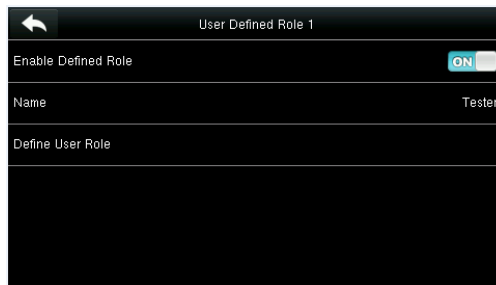 User Defined Role 1
Enable Defined Role ON
Name Tester
Define User Role